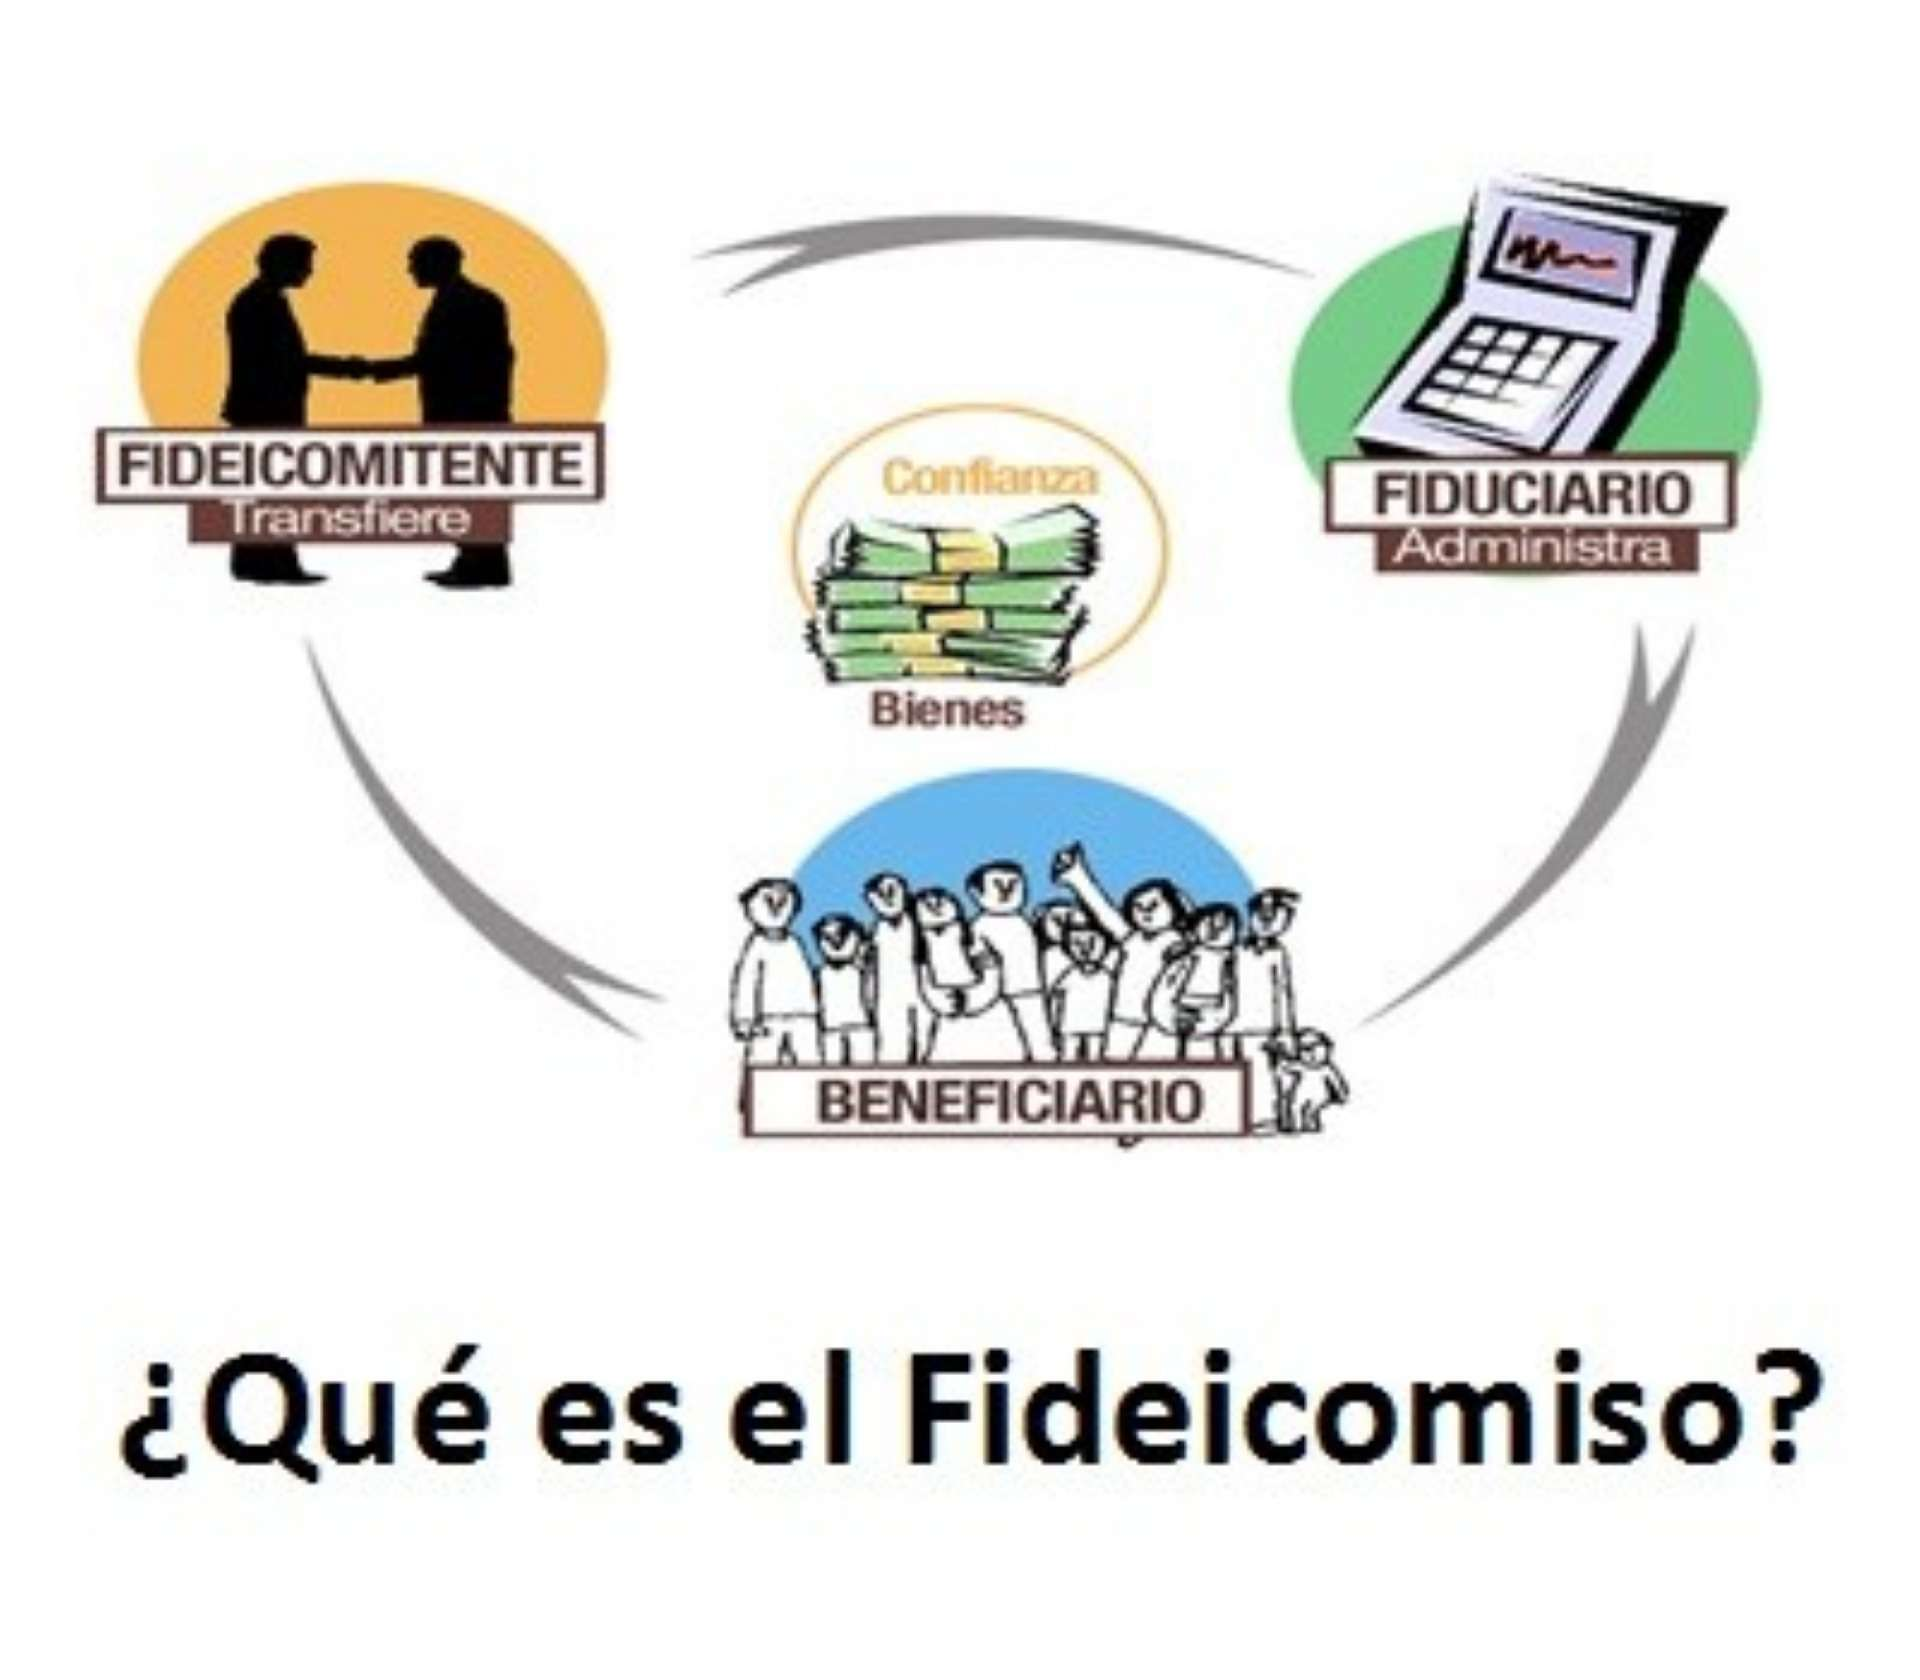 FIDEICOMITENTE
Transfiere
FIDUCIARIO
Administra
Confianza
Bienes
BENEFICIARIO
¿Qué es el Fideicomiso?